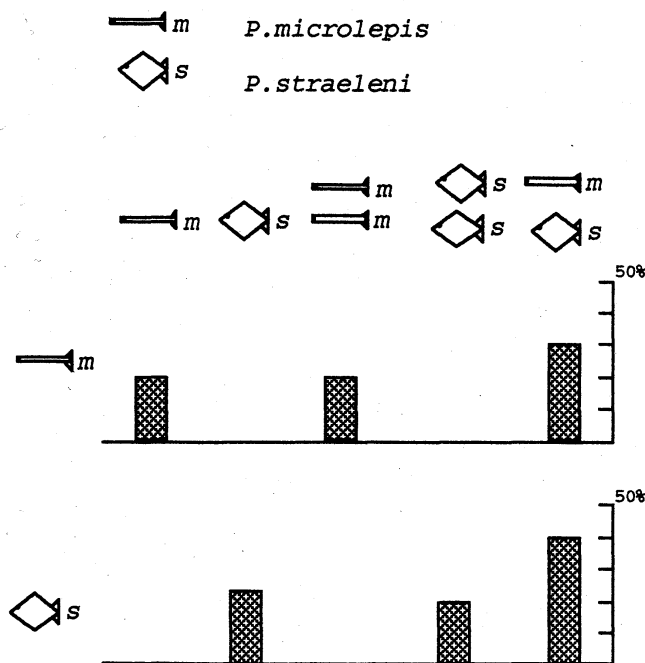 m P.microlepis
s P.straeleni
m s m
m s m s s
50%
m
50%
s